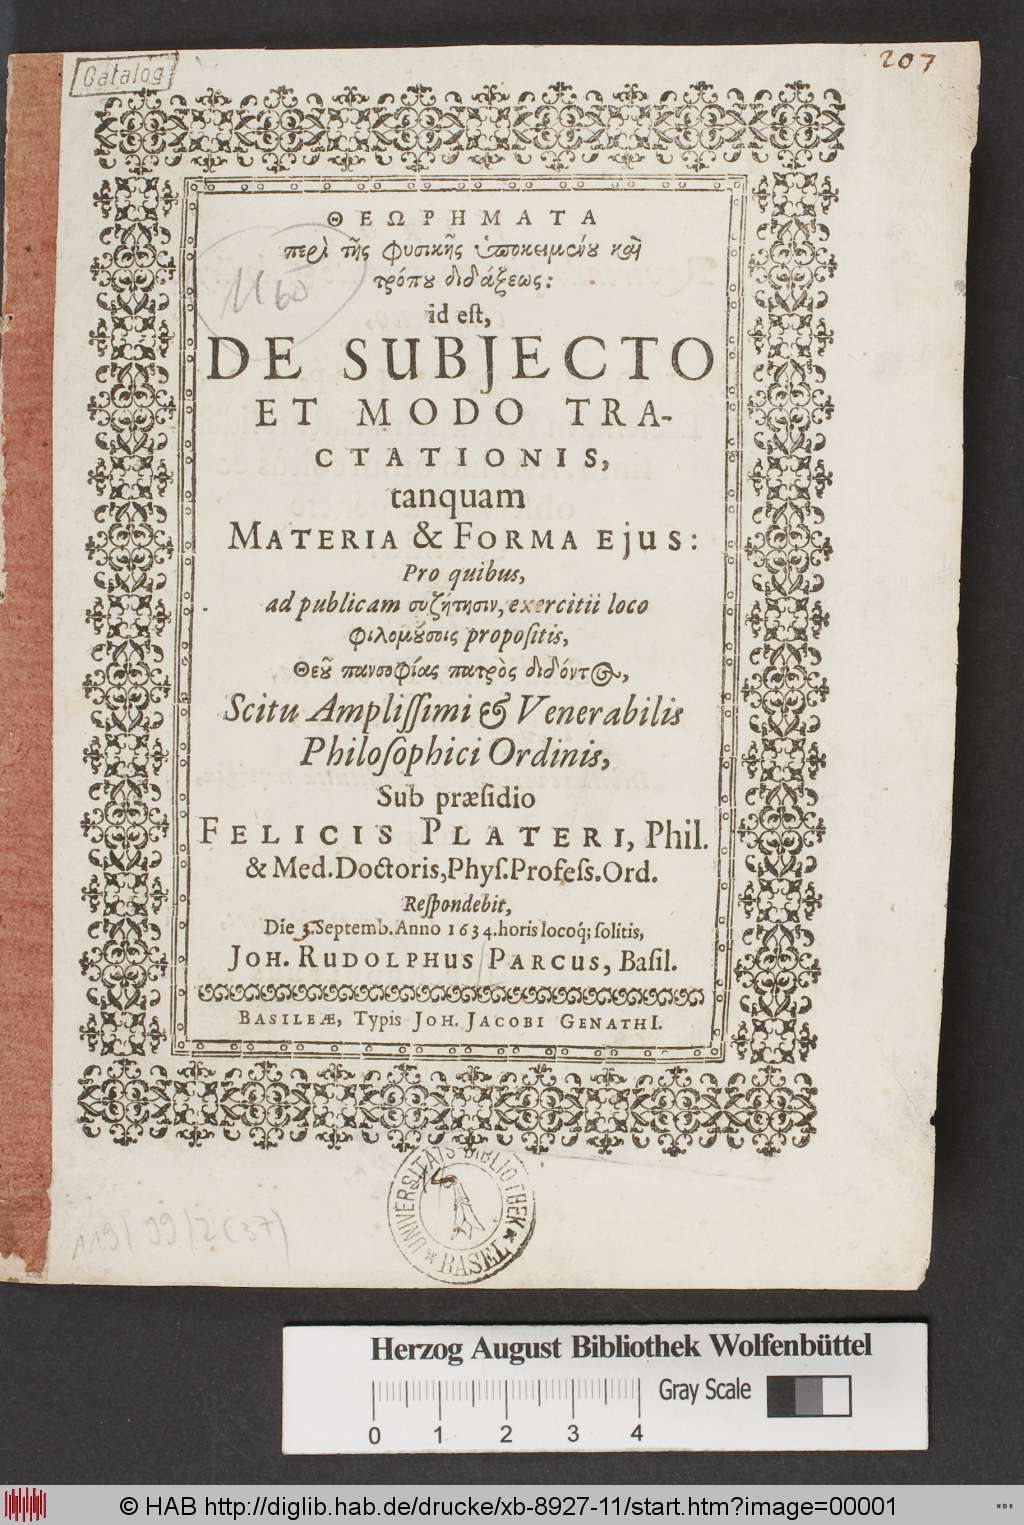 Catalog
207
ΘΕΩΡΗΜΑΤΑ
περὶ τῆς Φυσικῆς ὑποκειμένου καὶ
τρόπου διδάξεως:
1160
id eſt,
DE SUBJECTO
ET MODO TRA-
CTATIONIS,
tanquam
MATERIA & FORMA EJUS:
Pro quibus,
ad publicam συζήτησιν, exercitii loco
φιλομούσοις propoſitis,
Θεοῦ πανσοφίας πατρὸς διδόντος,
Scitu Ampliſſimi & Venerabilis
Philoſophici Ordinis,
Sub præſidio
FELICIS PLATERI, Phil.
& Med. Doctoris, Phyſ. Profeſs. Ord.
Reſpondebit,
Die 3. Septemb. Anno 1634. horis locoq́; ſolitis,
JOH. RUDOLPHUS PARCUS, Baſil.
BASILEÆ, Typis JOH. JACOBI GENATHI.
UNIVERSITÄTS BIBLIOTHEK
BASEL
Herzog August Bibliothek Wolfenbüttel
Gray Scale
0 1 2 3 4
© HAB http://diglib.hab.de/drucke/xb-8927-11/start.htm?image=00001